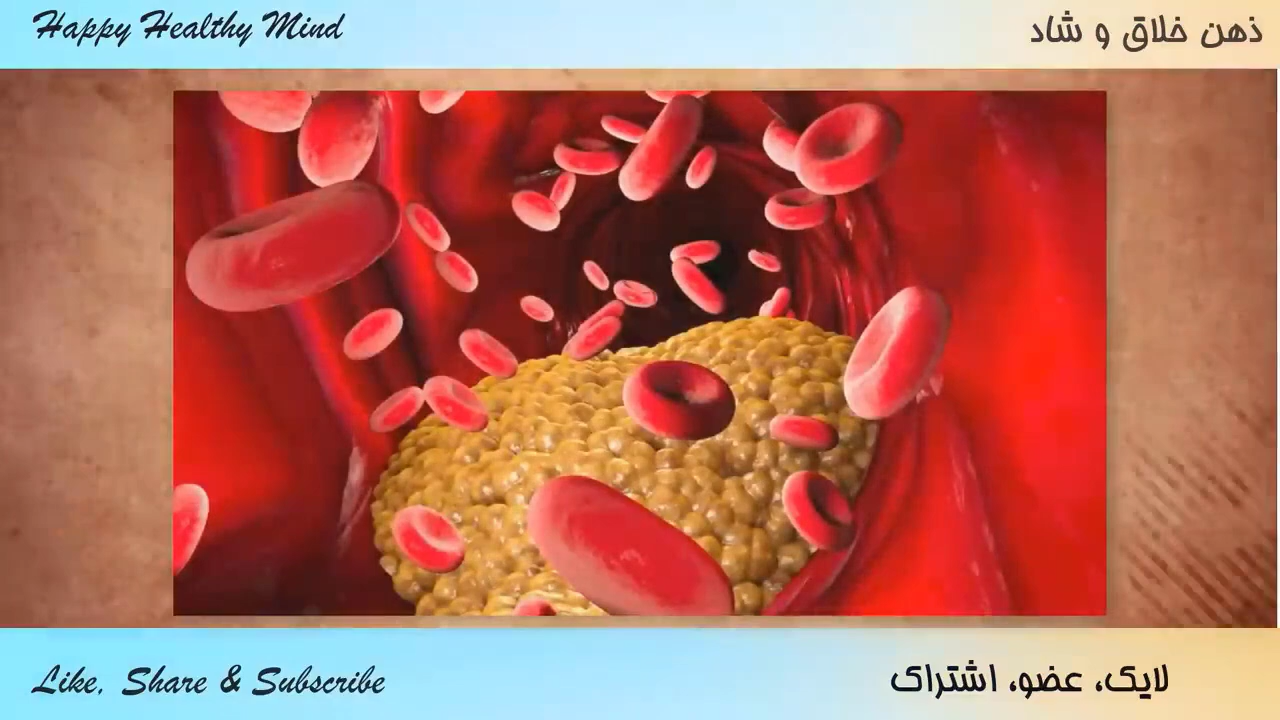 Happy Healthy Mind
ذهن خلاق و شاد
Like, Share & Subscribe
لایک، عضو، اشتراک